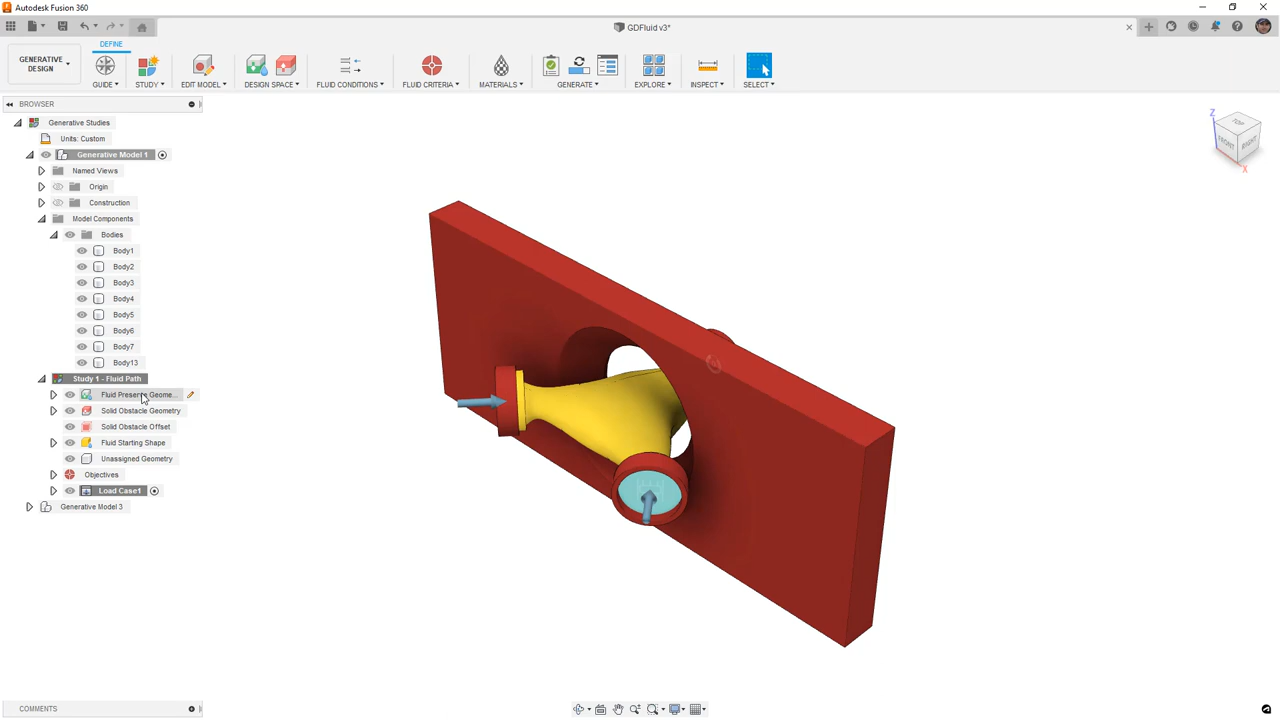 Autodesk Fusion 360
GDFluid v3*
DEFINE
GENERATIVE DESIGN
GUIDE
STUDY
EDIT MODEL
DESIGN SPACE
FLUID CONDITIONS
FLUID CRITERIA
MATERIALS
GENERATE
EXPLORE
INSPECT
SELECT
BROWSER
Generative Studies
Units: Custom
Generative Model 1
Named Views
Origin
Construction
Model Components
Bodies
Body1
Body2
Body3
Body4
Body5
Body6
Body7
Body13
Study 1 - Fluid Path
Fluid Preserve Geome...
Solid Obstacle Geometry
Solid Obstacle Offset
Fluid Starting Shape
Unassigned Geometry
Objectives
Load Case1
Generative Model 3
Z
TOP
FRONT
RIGHT
X
COMMENTS